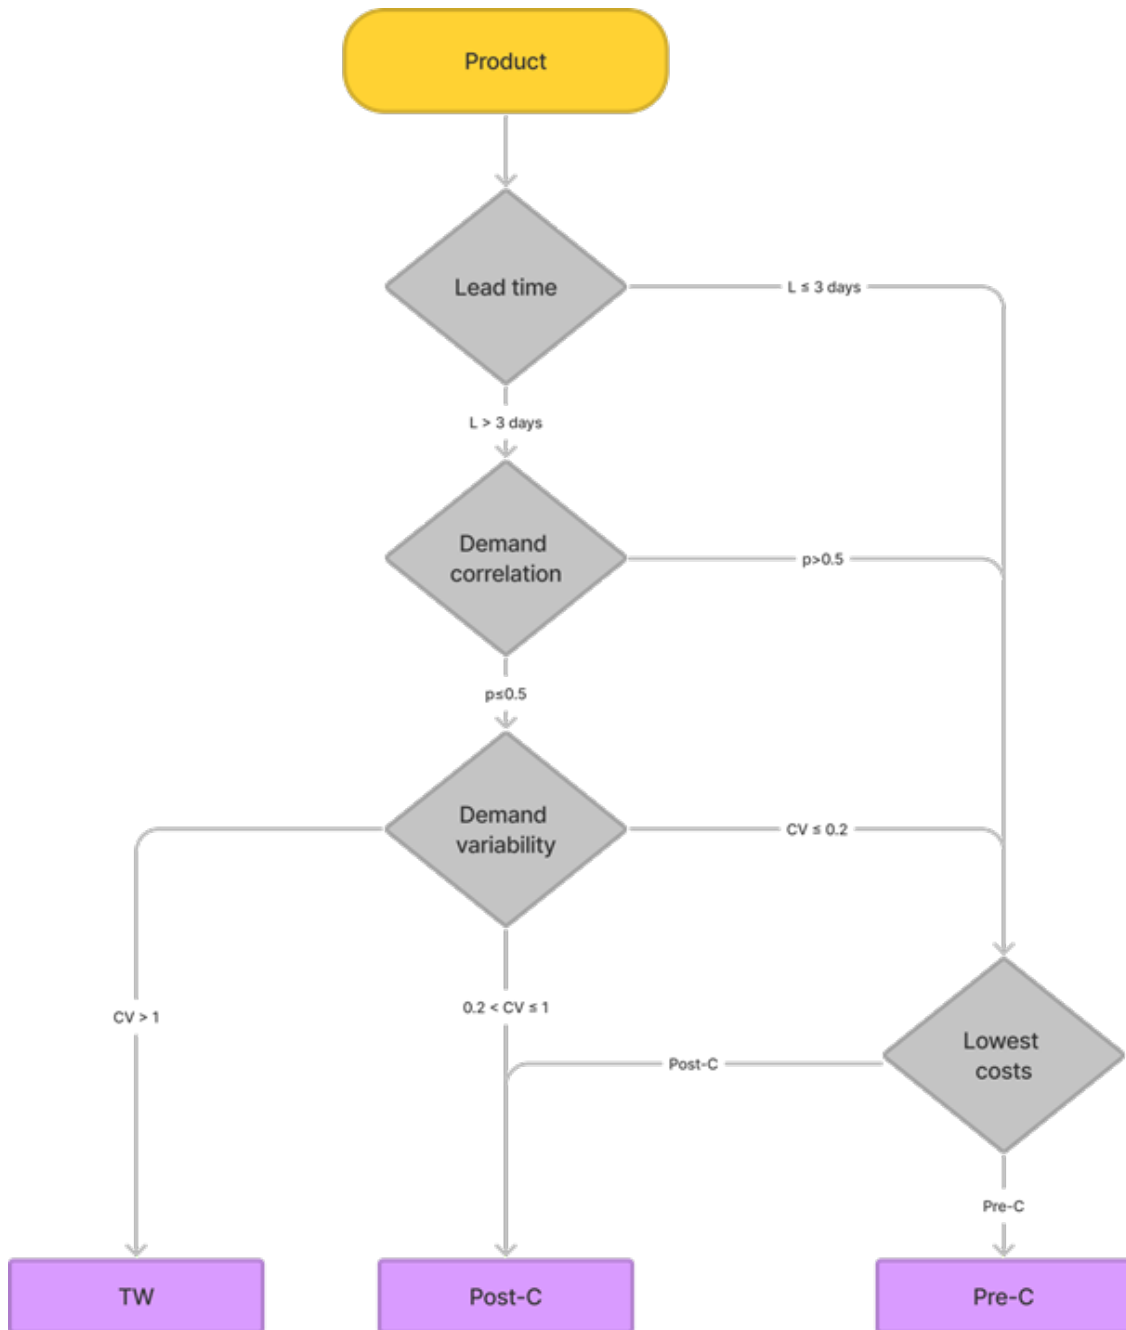 Product
Lead time
L ≤ 3 days
L > 3 days
Demand
correlation
p>0.5
p≤0.5
Demand
variability
CV ≤ 0.2
CV > 1
0.2 < CV ≤ 1
Lowest
costs
Post-C
Pre-C
TW
Post-C
Pre-C